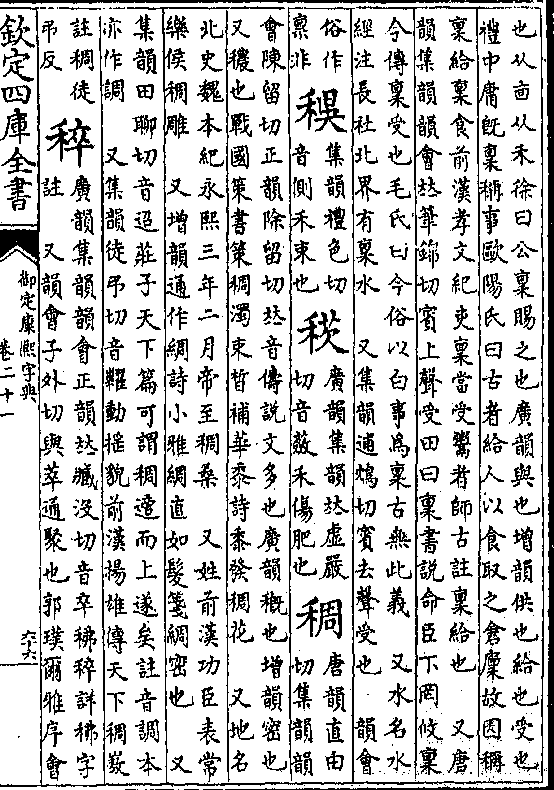 也从㐭从禾徐曰公稟賜之也廣韻與也增韻供也給也受也
禮中庸旣稟稱事歐陽氏曰古者給人以食取之倉廩故因稱
稟給稟食前漢孝文紀吏稟當受鬻者師古註稟給也 又唐
韻集韻韻會𠀤筆錦切賓上聲受田曰稟書說命臣下罔攸稟
令傳稟受也毛氏曰今俗以白事爲稟古無此義 又水名水
經注長社北界有稟水 又集韻逋鴆切賓去聲受也 韻會
俗作
稟非
稢
集韻禮色切
音側禾束也
䅙
廣韻集韻𠀤虛嚴
切音薟禾傷肥也
稠
唐韻直由
切集韻韻
會陳留切正韻除留切𠀤音儔說文多也廣韻穊也增韻密也
又穠也戰國策書策稠濁束皙補華黍詩黍發稠花 又地名
北史魏本紀永熙三年二月帝至稠桑 又姓前漢功臣表常
樂侯稠雕 又增韻通作綢詩小雅綢直如髮箋綢密也 又
集韻田聊切音迢莊子天下篇可謂稠適而上遂矣註音調本
亦作調 又集韻徒弔切音糶動搖貌前漢揚雄傳天下稠𡠜
註稠徒
弔反
稡
廣韻集韻韻會正韻𠀤臧沒切音卒𥞃稡詳𥞃字
註 又韻會子外切與萃通聚也郭璞爾雅序會
欽定四庫全書
御定康熙字典
卷二十一
六十六